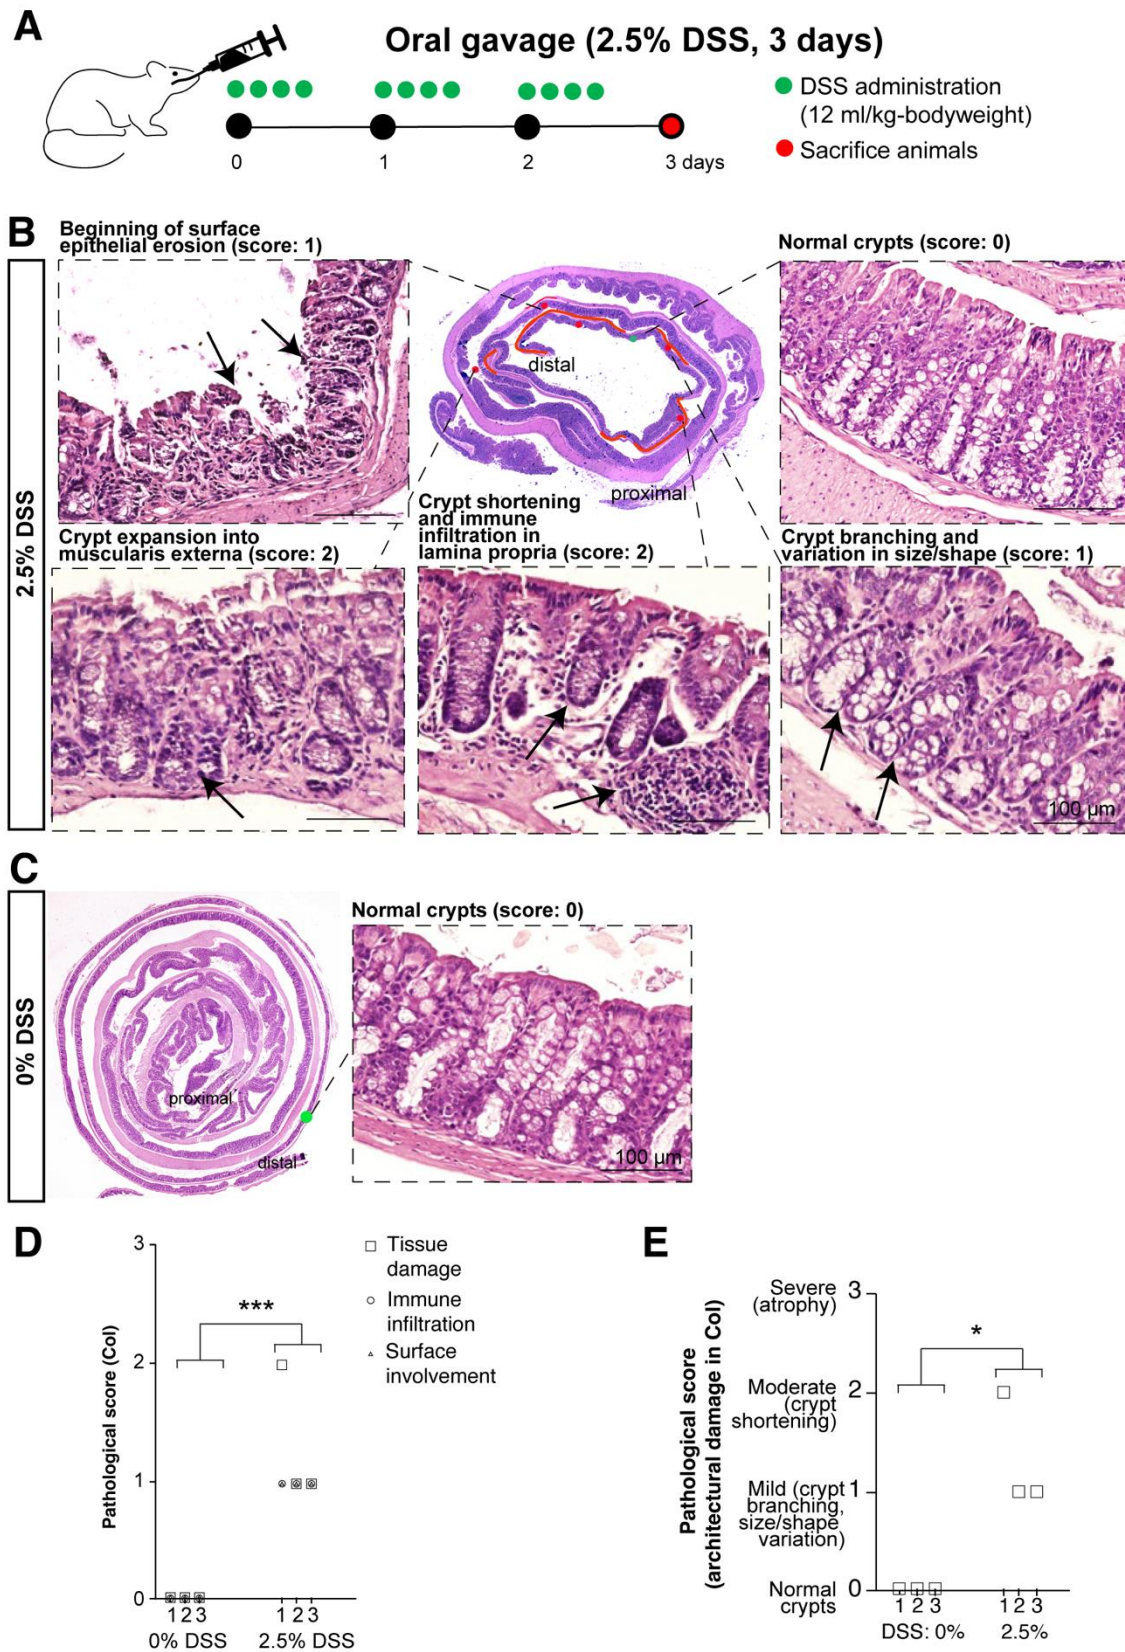 A
Oral gavage (2.5% DSS, 3 days)
DSS administration
(12 ml/kg-bodyweight)
Sacrifice animals
0
1
2
3 days
B
2.5% DSS
Beginning of surface
epithelial erosion (score: 1)
distal
proximal
Normal crypts (score: 0)
Crypt expansion into
muscularis externa (score: 2)
Crypt shortening
and immune
infiltration in
lamina propria (score: 2)
Crypt branching and
variation in size/shape (score: 1)
100 µm
C
0% DSS
proximal
distal
Normal crypts (score: 0)
100 µm
D
Pathological score (Col)
3
2
1
0
***
1 2 3
0% DSS
1 2 3
2.5% DSS
Tissue
damage
Immune
infiltration
Surface
involvement
E
Pathological score
(architectural damage in Col)
Severe
(atrophy)
3
Moderate
(crypt
shortening)
2
Mild (crypt
branching,
size/shape
variation)
1
Normal
crypts
0
*
1 2 3
1 2 3
DSS: 0%
2.5%